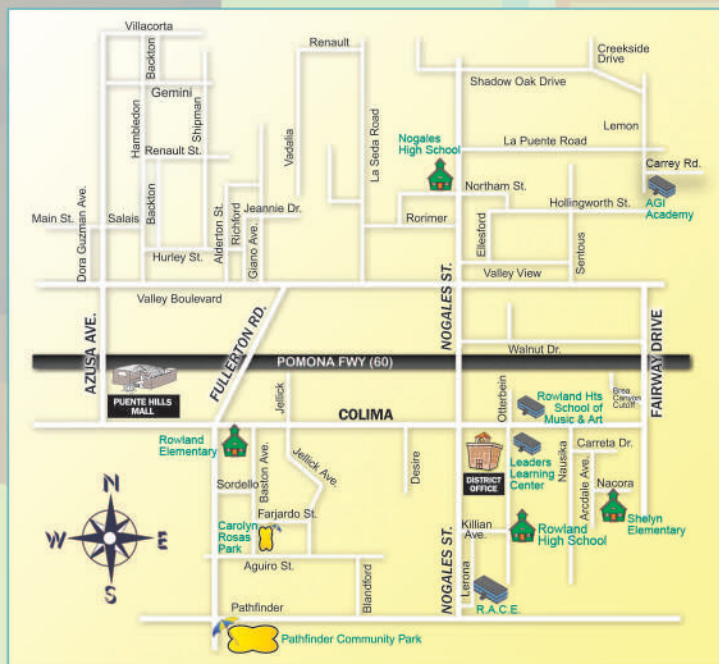 Villacorta
Backton
Renault
Creekside
Drive
Gemini
Shadow Oak Drive
Hambledon
Shipman
Vadalia
La Seda Road
Lemon
Nogales
High School
La Puente Road
Renault St.
Carrey Rd.
Northam St.
AGI
Academy
Main St.
Salais
Backton
Alderton St.
Richford
Jeannie Dr.
Hollingworth St.
Rorimer
Dora Guzman Ave.
Giano Ave.
Ellesford
Sentous
Hurley St.
Valley View
Valley Boulevard
AZUSA AVE.
FULLERTON RD.
NOGALES ST.
FAIRWAY DRIVE
Walnut Dr.
POMONA FWY (60)
PUENTE HILLS
MALL
Jellick
Otterbein
Rowland Hts
School of
Music & Art
Brea
Canyon
Cutoff
COLIMA
Rowland
Elementary
Baston Ave.
Jellick Ave.
Desire
DISTRICT
OFFICE
Leaders
Learning
Center
Nausika
Carreta Dr.
Arcdale Ave.
Nacora
Sordello
Shelyn
Elementary
Carolyn
Rosas
Park
Farjardo St.
Killian
Ave.
Rowland
High School
N
W
E
S
Aguiro St.
Blandford
NOGALES ST.
Lerona
R.A.C.E.
Pathfinder
Pathfinder Community Park